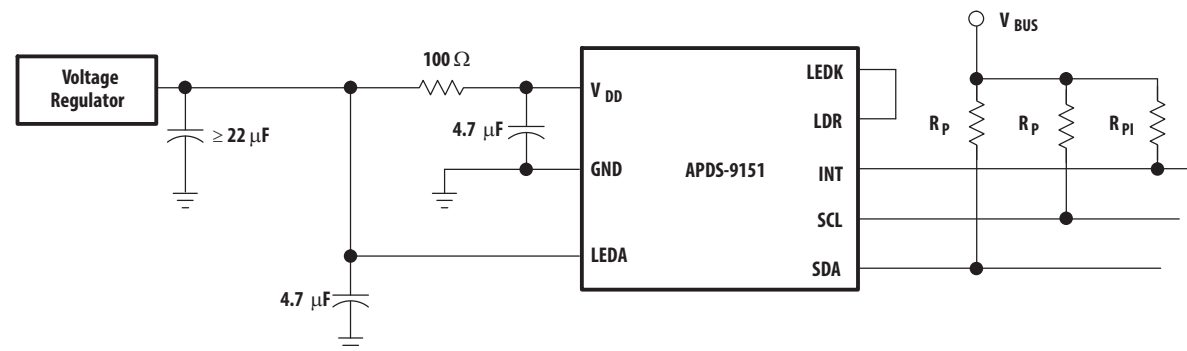 Voltage
Regulator
≥ 22 μF
100 Ω
4.7 μF
4.7 μF
V DD
GND
LEDA
APDS-9151
LEDK
LDR
INT
SCL
SDA
V BUS
R P
R P
R PI